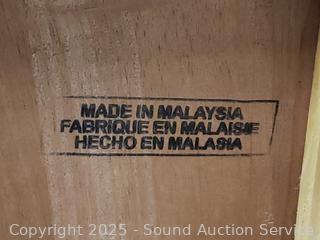 MADE IN MALAYSIA
FABRIQUE EN MALAISIE
HECHO EN MALASIA
Copyright 2025 - Sound Auction Service